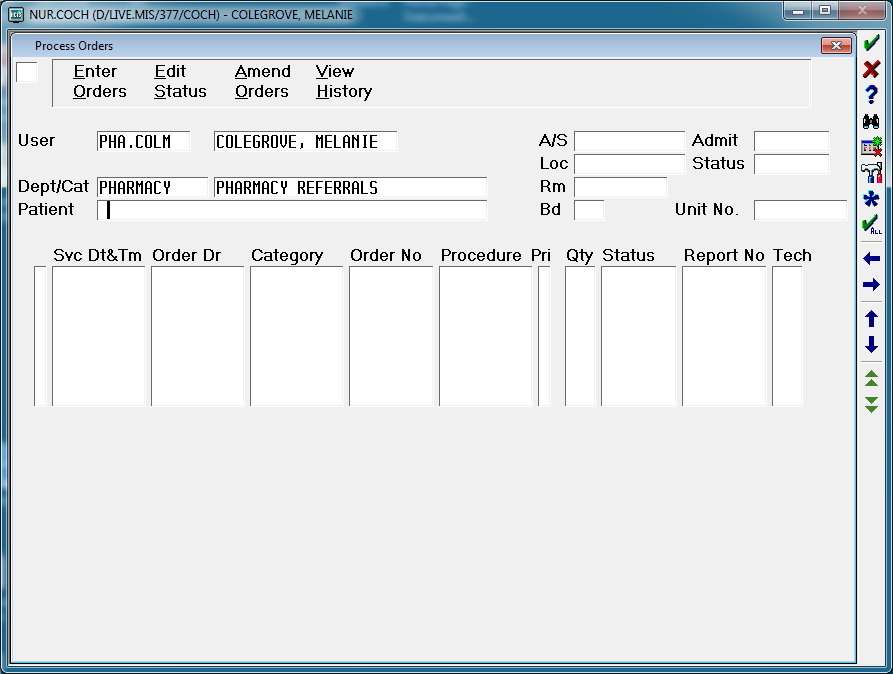 NUR.COCH (D/LIVE.MIS/377/COCH) - COLEGROVE, MELANIE
Process Orders
Enter Edit Amend View
Orders Status Orders History
User PHA.COLM COLEGROVE, MELANIE A/S Admit
Loc Status
Dept/Cat PHARMACY PHARMACY REFERRALS Rm
Patient Bd Unit No.
Svc Dt&Tm Order Dr Category Order No Procedure Pri Qty Status Report No Tech
ALL